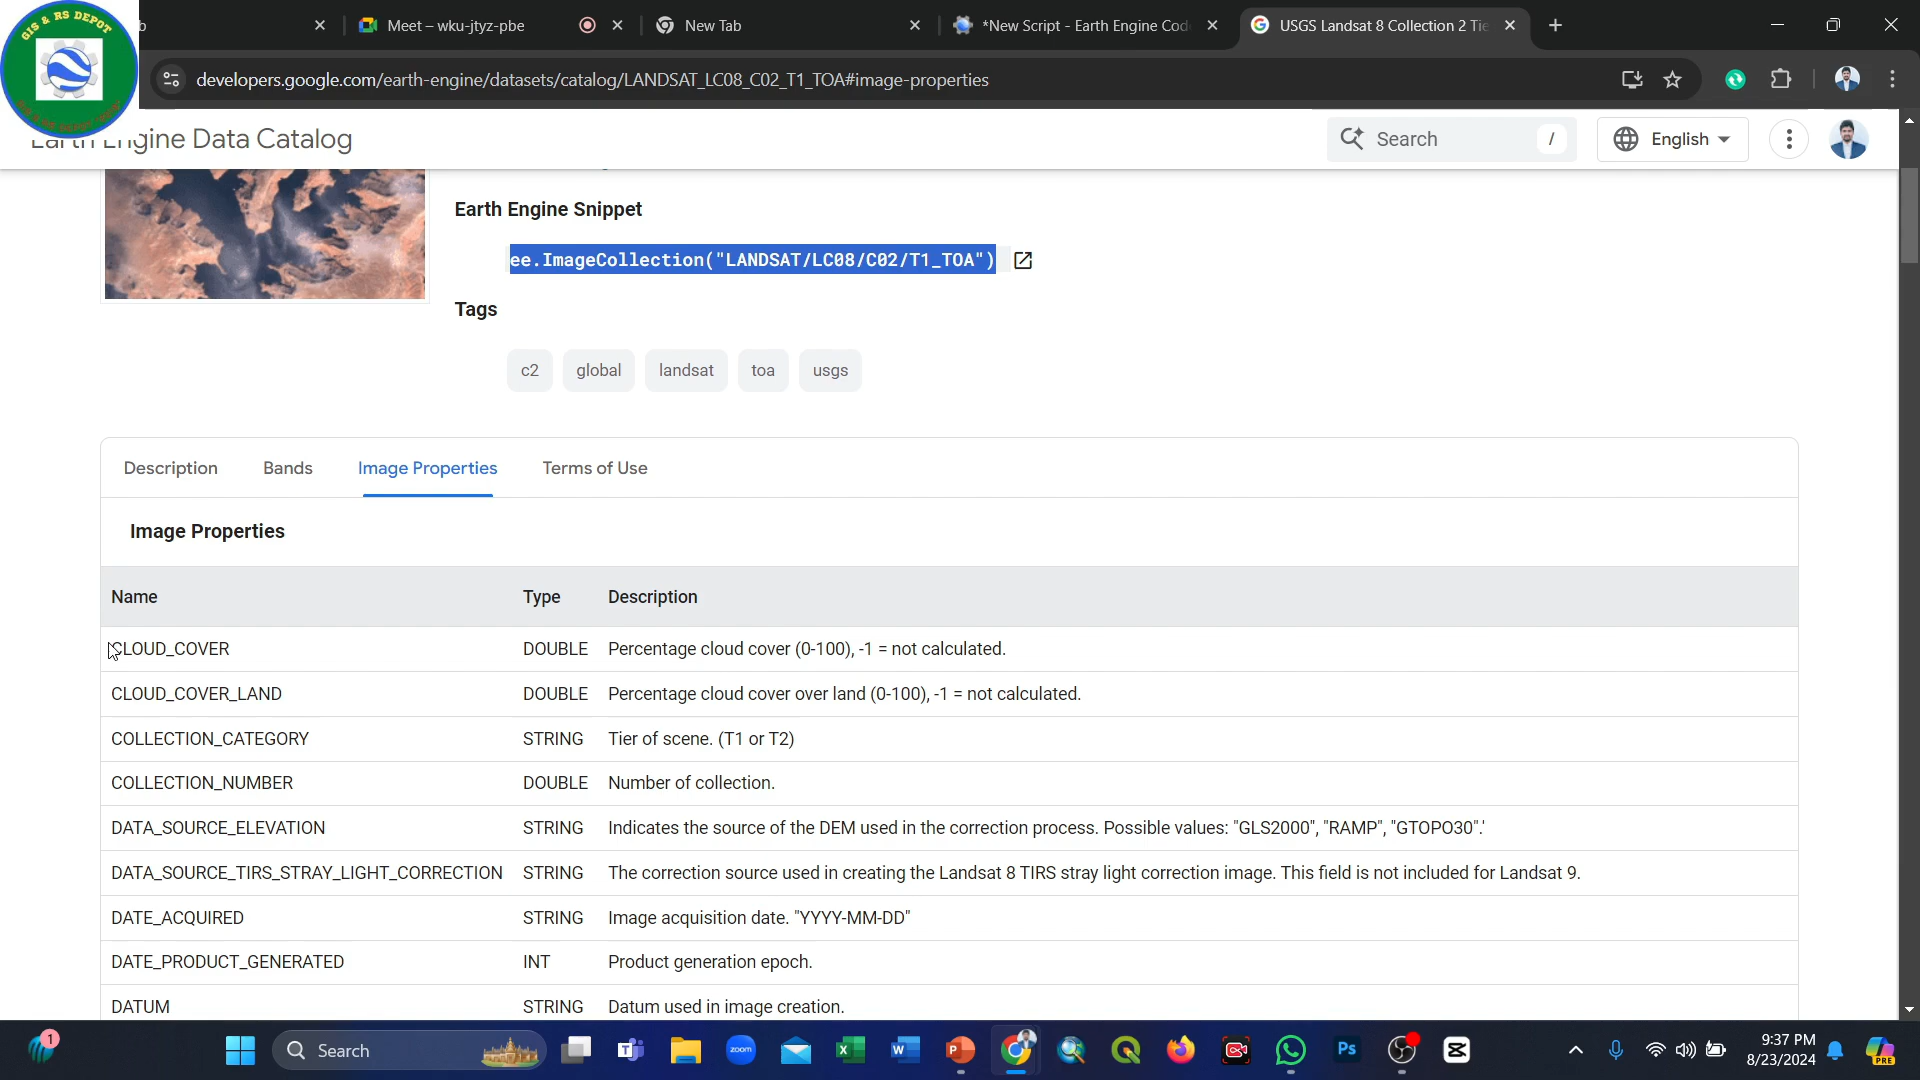 GIS & RS DEPOT
b
Meet – wku-jtyz-pbe
New Tab
*New Script - Earth Engine Cod
USGS Landsat 8 Collection 2 Tie
developers.google.com/earth-engine/datasets/catalog/LANDSAT_LC08_C02_T1_TOA#image-properties
Earth Engine Data Catalog
Search
/
English
Earth Engine Snippet
ee.ImageCollection("LANDSAT/LC08/C02/T1_TOA")
Tags
c2 global landsat toa usgs
Description Bands Image Properties Terms of Use
Image Properties
Name Type Description
CLOUD_COVER DOUBLE Percentage cloud cover (0-100), -1 = not calculated.
CLOUD_COVER_LAND DOUBLE Percentage cloud cover over land (0-100), -1 = not calculated.
COLLECTION_CATEGORY STRING Tier of scene. (T1 or T2)
COLLECTION_NUMBER DOUBLE Number of collection.
DATA_SOURCE_ELEVATION STRING Indicates the source of the DEM used in the correction process. Possible values: "GLS2000", "RAMP", "GTOPO30".'
DATA_SOURCE_TIRS_STRAY_LIGHT_CORRECTION STRING The correction source used in creating the Landsat 8 TIRS stray light correction image. This field is not included for Landsat 9.
DATE_ACQUIRED STRING Image acquisition date. "YYYY-MM-DD"
DATE_PRODUCT_GENERATED INT Product generation epoch.
DATUM STRING Datum used in image creation.
1
Search
zoom
Ps
9:37 PM
8/23/2024
PRE